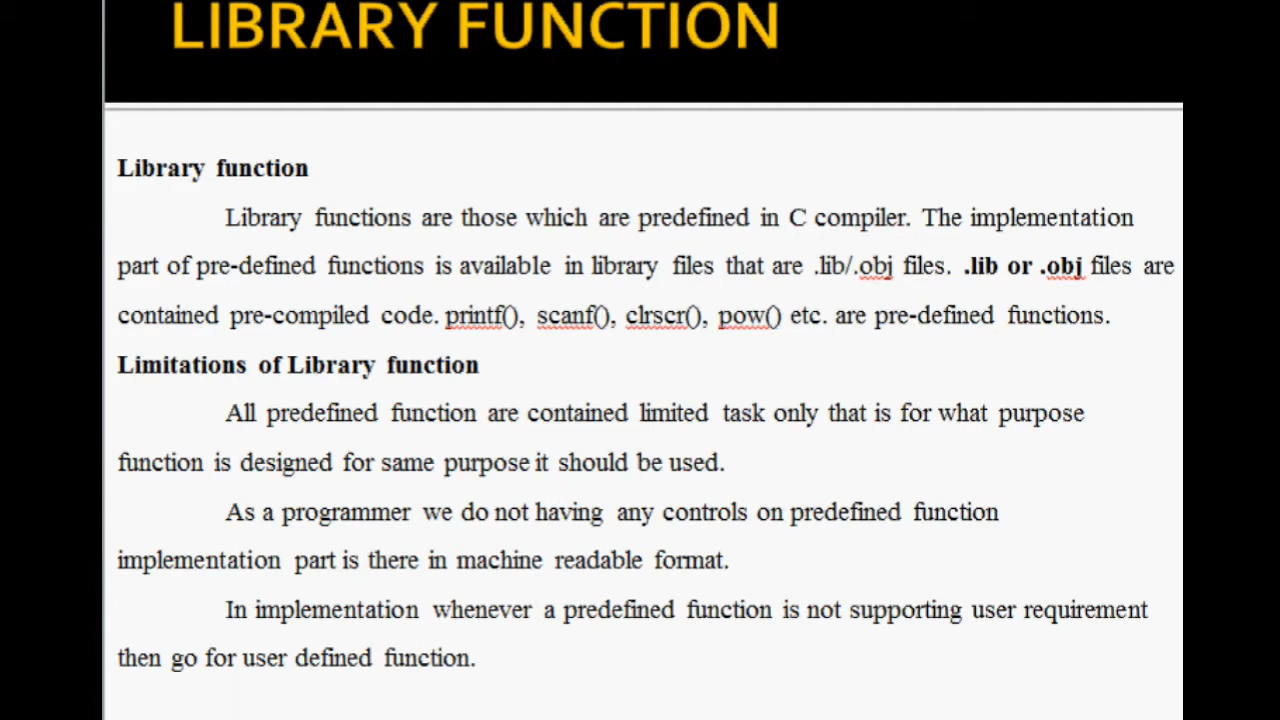 LIBRARY FUNCTION
Library function
Library functions are those which are predefined in C compiler. The implementation
part of pre-defined functions is available in library files that are .lib/.obj files. .lib or .obj files are
contained pre-compiled code. printf(), scanf(), clrscr(), pow() etc. are pre-defined functions.
Limitations of Library function
All predefined function are contained limited task only that is for what purpose
function is designed for same purpose it should be used.
As a programmer we do not having any controls on predefined function
implementation part is there in machine readable format.
In implementation whenever a predefined function is not supporting user requirement
then go for user defined function.